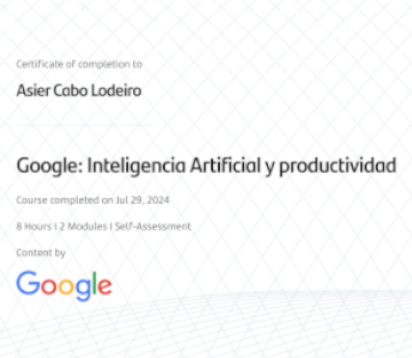 Certificate of completion to
Asier Cabo Lodeiro
Google: Inteligencia Artificial y productividad
Course completed on Jul 29, 2024
8 Hours | 2 Modules | Self-Assessment
Content by
Google